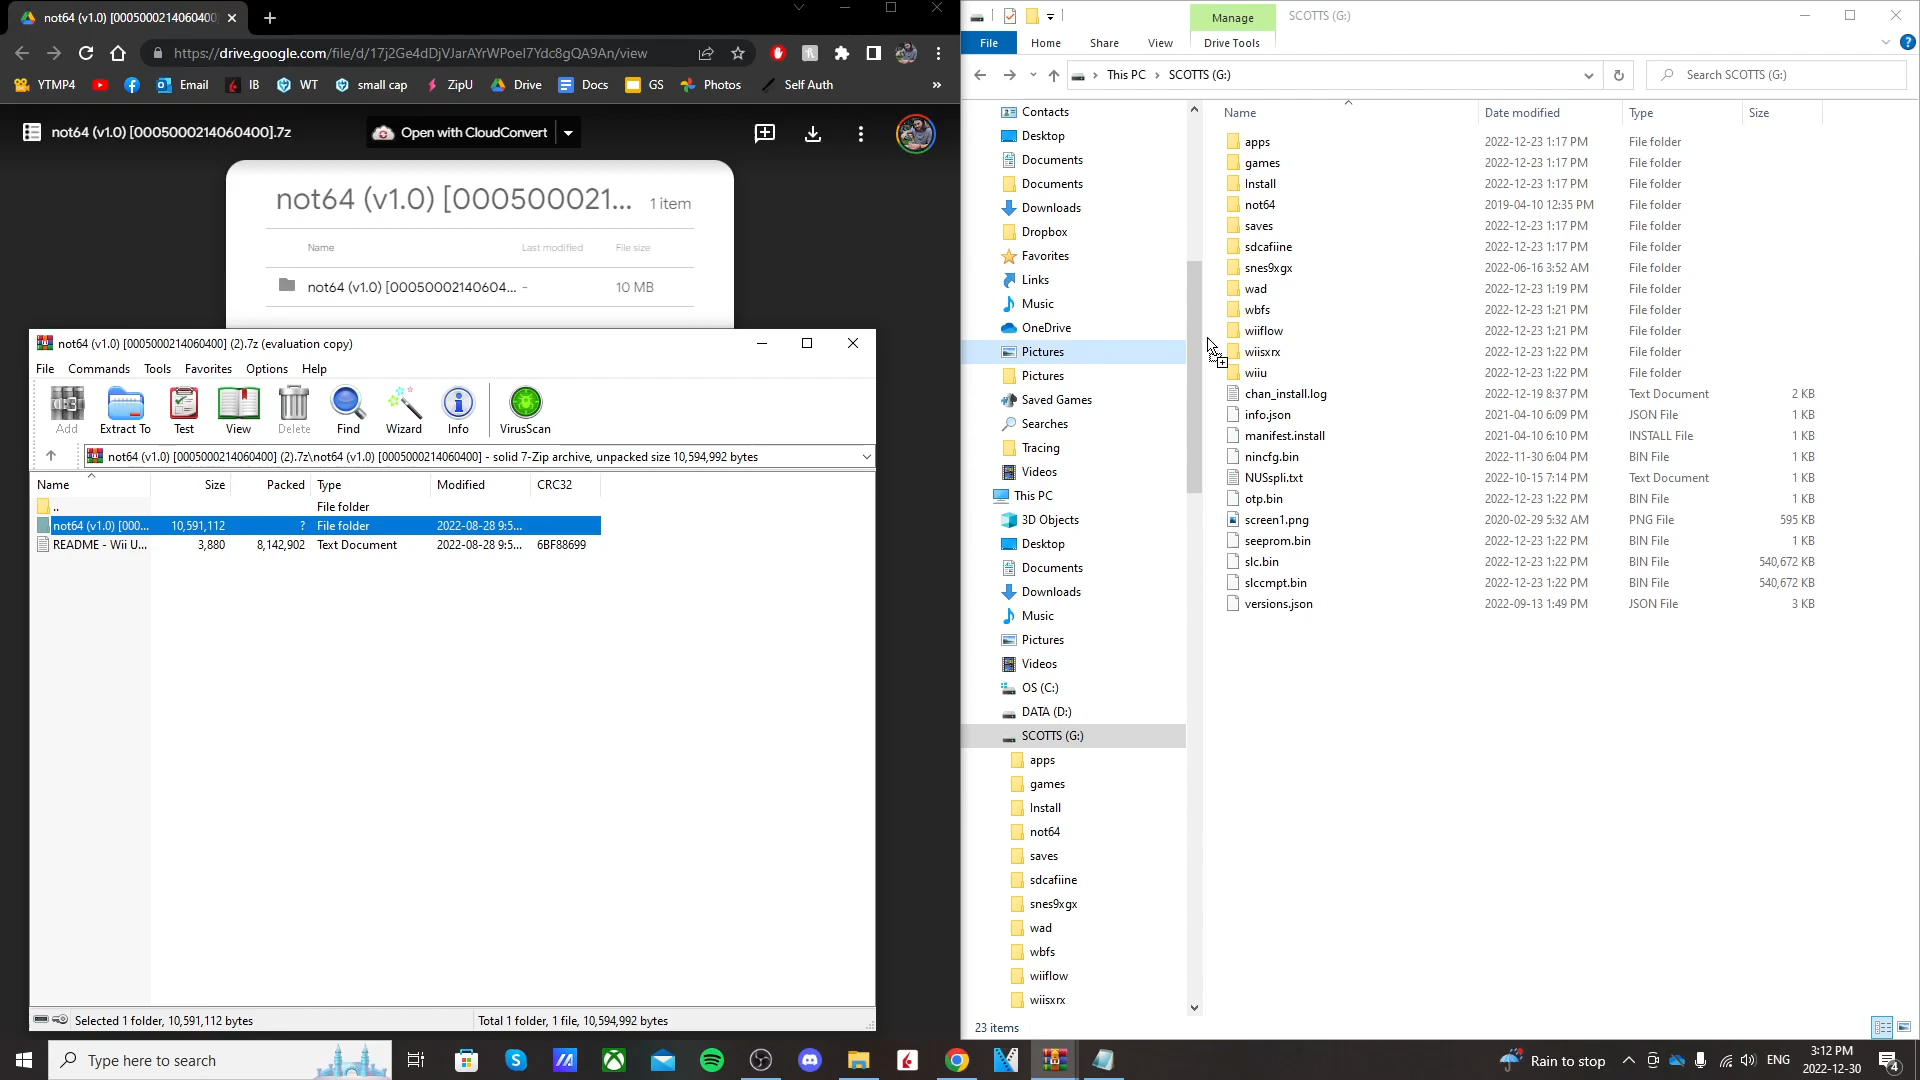 not64 (v1.0) [0005000214060400]
https://drive.google.com/file/d/17j2Ge4dDjVJarAYrWPoeI7Ydc8gQA9An/view
YTMP4
Email
IB
WT
small cap
ZipU
Drive
Docs
GS
Photos
Self Auth
»
not64 (v1.0) [0005000214060400].7z
Open with CloudConvert
not64 (v1.0) [000500021... 1 item
Name Last modified File size
not64 (v1.0) [00050002140604... - 10 MB
not64 (v1.0) [0005000214060400] (2).7z (evaluation copy)
File Commands Tools Favorites Options Help
Add Extract To Test View Delete Find Wizard Info VirusScan
not64 (v1.0) [0005000214060400] (2).7z\not64 (v1.0) [0005000214060400] - solid 7-Zip archive, unpacked size 10,594,992 bytes
Name Size Packed Type Modified CRC32
.. File folder
not64 (v1.0) [000... 10,591,112 ? File folder 2022-08-28 9:5...
README - Wii U... 3,880 8,142,902 Text Document 2022-08-28 9:5... 6BF88699
Selected 1 folder, 10,591,112 bytes
Total 1 folder, 1 file, 10,594,992 bytes
Manage
SCOTTS (G:)
File Home Share View Drive Tools
This PC › SCOTTS (G:)
Search SCOTTS (G:)
Contacts
Desktop
Documents
Documents
Downloads
Dropbox
Favorites
Links
Music
OneDrive
Pictures
Pictures
Saved Games
Searches
Tracing
Videos
This PC
3D Objects
Desktop
Documents
Downloads
Music
Pictures
Videos
OS (C:)
DATA (D:)
SCOTTS (G:)
apps
games
Install
not64
saves
sdcafiine
snes9xgx
wad
wbfs
wiiflow
wiisxrx
Name Date modified Type Size
apps 2022-12-23 1:17 PM File folder
games 2022-12-23 1:17 PM File folder
Install 2022-12-23 1:17 PM File folder
not64 2019-04-10 12:35 PM File folder
saves 2022-12-23 1:17 PM File folder
sdcafiine 2022-12-23 1:17 PM File folder
snes9xgx 2022-06-16 3:52 AM File folder
wad 2022-12-23 1:19 PM File folder
wbfs 2022-12-23 1:21 PM File folder
wiiflow 2022-12-23 1:21 PM File folder
wiisxrx 2022-12-23 1:22 PM File folder
wiiu 2022-12-23 1:22 PM File folder
chan_install.log 2022-12-19 8:37 PM Text Document 2 KB
info.json 2021-04-10 6:09 PM JSON File 1 KB
manifest.install 2021-04-10 6:10 PM INSTALL File 1 KB
nincfg.bin 2022-11-30 6:04 PM BIN File 1 KB
NUSspli.txt 2022-10-15 7:14 PM Text Document 1 KB
otp.bin 2022-12-23 1:22 PM BIN File 1 KB
screen1.png 2020-02-29 5:32 AM PNG File 595 KB
seeprom.bin 2022-12-23 1:22 PM BIN File 1 KB
slc.bin 2022-12-23 1:22 PM BIN File 540,672 KB
slccmpt.bin 2022-12-23 1:22 PM BIN File 540,672 KB
versions.json 2022-09-13 1:49 PM JSON File 3 KB
23 items
Type here to search
Rain to stop
ENG
3:12 PM
2022-12-30
4